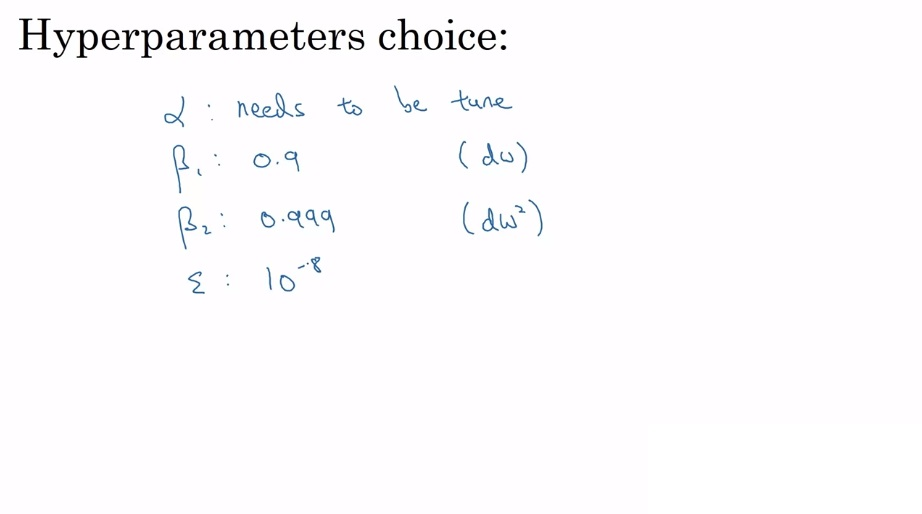 Hyperparameters choice:
α : needs to be tune
β₁ : 0.9 (dw)
β₂ : 0.999 (dw²)
ε : 10⁻⁸